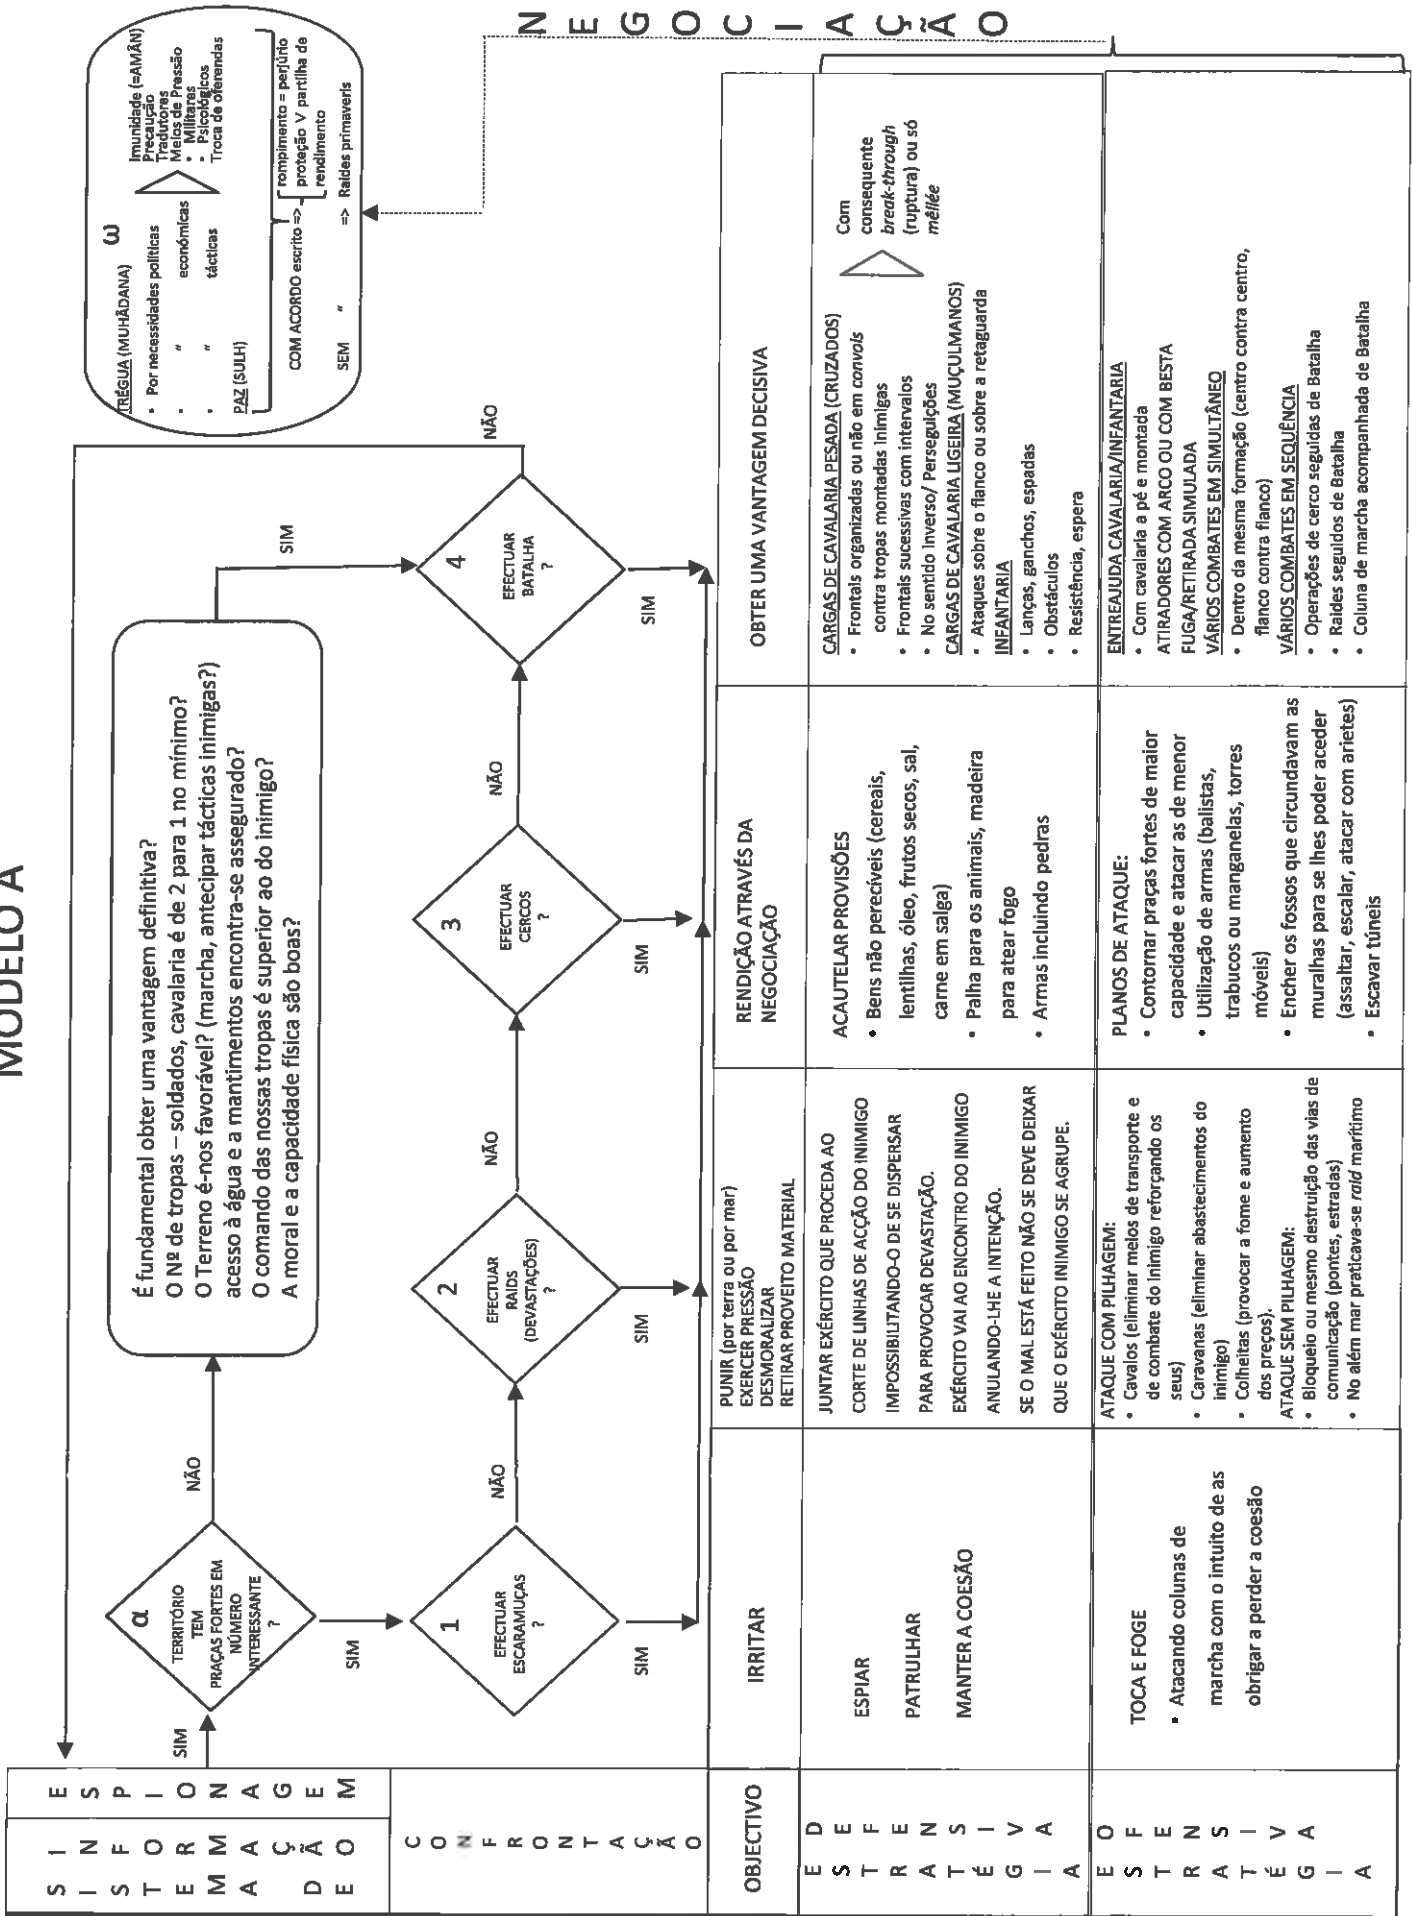 MODELO A
SISTEMA DE INFORMAÇÃO
ESPIONAGEM
SIM
α
TERRITÓRIO
TEM
PRAÇAS FORTES EM
NÚMERO
INTERESSANTE
?
NÃO
SIM
É fundamental obter uma vantagem definitiva?
O Nº de tropas – soldados, cavalaria é de 2 para 1 no mínimo?
O Terreno é-nos favorável? (marcha, antecipar tácticas inimigas?)
acesso à água e a mantimentos encontra-se assegurado?
O comando das nossas tropas é superior ao do inimigo?
A moral e a capacidade física são boas?
SIM
NÃO
ω
TRÉGUA (MUHÂDANA)
• Por necessidades políticas
• “ económicas
• “ tácticas
PAZ (SULH)
Imunidade (=AMÂN)
Precaução
Tradutores
Meios de Pressão
• Militares
• Psicológicos
Troca de oferendas
COM ACORDO escrito =>
rompimento = perjúrio
proteção V partilha de
rendimento
SEM “ => Raides primaveris
CONFRONTAÇÃO
1
EFECTUAR
ESCARAMUÇAS
?
NÃO
SIM
2
EFECTUAR
RAIDS
(DEVASTAÇÕES)
?
NÃO
SIM
3
EFECTUAR
CERCOS
?
NÃO
SIM
4
EFECTUAR
BATALHA
?
SIM
NEGOCIAÇÃO
OBJECTIVO
IRRITAR
PUNIR (por terra ou por mar)
EXERCER PRESSÃO
DESMORALIZAR
RETIRAR PROVEITO MATERIAL
RENDIÇÃO ATRAVÉS DA
NEGOCIAÇÃO
OBTER UMA VANTAGEM DECISIVA
ESTRATÉGIA
DEFENSIVA
ESPIAR
PATRULHAR
MANTER A COESÃO
JUNTAR EXÉRCITO QUE PROCEDA AO
CORTE DE LINHAS DE ACÇÃO DO INIMIGO
IMPOSSIBILITANDO-O DE SE DISPERSAR
PARA PROVOCAR DEVASTAÇÃO.
EXÉRCITO VAI AO ENCONTRO DO INIMIGO
ANULANDO-LHE A INTENÇÃO.
SE O MAL ESTÁ FEITO NÃO SE DEVE DEIXAR
QUE O EXÉRCITO INIMIGO SE AGRUPE.
ACAUTELAR PROVISÕES
• Bens não perecíveis (cereais,
lentilhas, óleo, frutos secos, sal,
carne em salga)
• Palha para os animais, madeira
para atear fogo
• Armas incluindo pedras
CARGAS DE CAVALARIA PESADA (CRUZADOS)
• Frontais organizadas ou não em convois
contra tropas montadas inimigas
• Frontais sucessivas com intervalos
• No sentido inverso/ Perseguições
CARGAS DE CAVALARIA LIGEIRA (MUÇULMANOS)
• Ataques sobre o flanco ou sobre a retaguarda
INFANTARIA
• Lanças, ganchos, espadas
• Obstáculos
• Resistência, espera
Com
consequente
break-through
(ruptura) ou só
mêllée
ESTRATÉGIA
OFENSIVA
TOCA E FOGE
• Atacando colunas de
marcha com o intuito de as
obrigar a perder a coesão
ATAQUE COM PILHAGEM:
• Cavalos (eliminar meios de transporte e
de combate do inimigo reforçando os
seus)
• Caravanas (eliminar abastecimentos do
inimigo)
• Colheitas (provocar a fome e aumento
dos preços).
ATAQUE SEM PILHAGEM:
• Bloqueio ou mesmo destruição das vias de
comunicação (pontes, estradas)
• No além mar praticava-se raid marítimo
PLANOS DE ATAQUE:
• Contornar praças fortes de maior
capacidade e atacar as de menor
• Utilização de armas (balistas,
trabucos ou manganelas, torres
móveis)
• Encher os fossos que circundavam as
muralhas para se lhes poder aceder
(assaltar, escalar, atacar com arietes)
• Escavar túneis
ENTREAJUDA CAVALARIA/INFANTARIA
• Com cavalaria a pé e montada
ATIRADORES COM ARCO OU COM BESTA
FUGA/RETIRADA SIMULADA
VÁRIOS COMBATES EM SIMULTÂNEO
• Dentro da mesma formação (centro contra centro,
flanco contra flanco)
VÁRIOS COMBATES EM SEQUÊNCIA
• Operações de cerco seguidas de Batalha
• Raides seguidos de Batalha
• Coluna de marcha acompanhada de Batalha